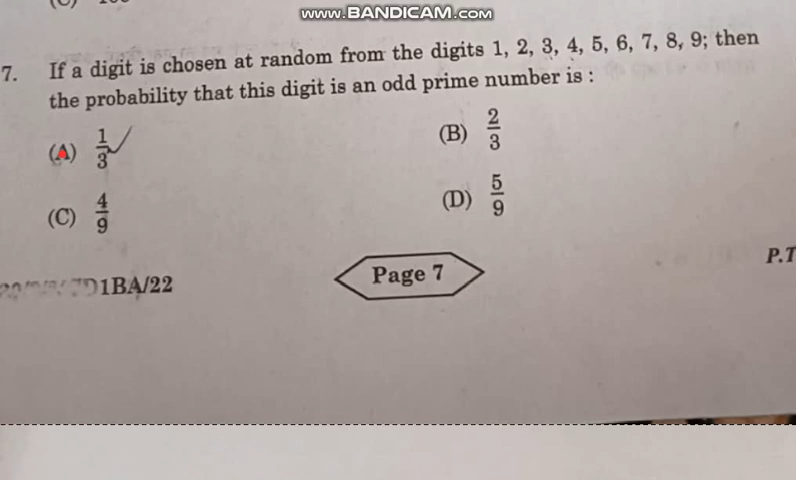 www.BANDICAM.com
7. If a digit is chosen at random from the digits 1, 2, 3, 4, 5, 6, 7, 8, 9; then
the probability that this digit is an odd prime number is :
(A) 1/3 (B) 2/3
(C) 4/9 (D) 5/9
1BA/22 Page 7 P.T